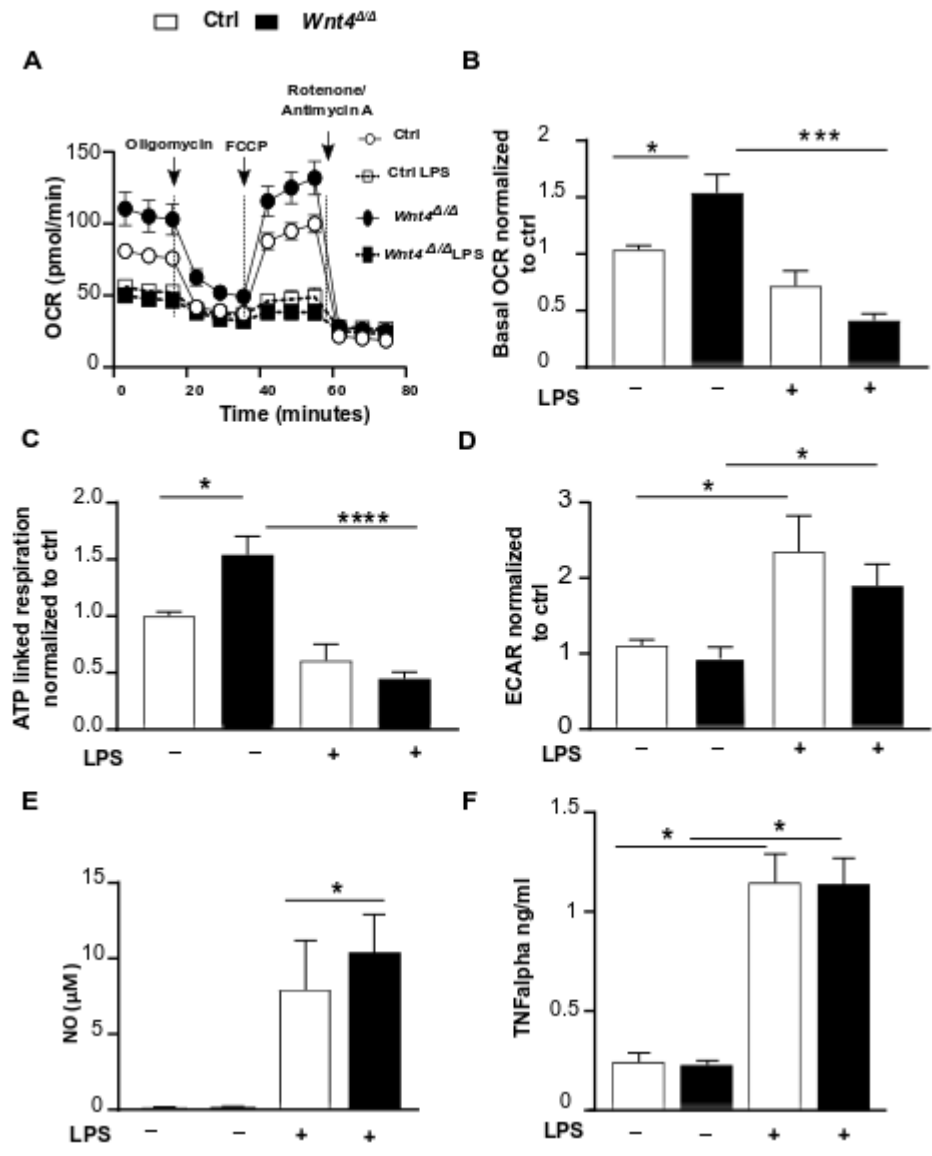 Ctrl Wnt4Δ/Δ
A
Rotenone/
Antimycin A
Oligomycin FCCP
Ctrl
Ctrl LPS
Wnt4Δ/Δ
Wnt4Δ/ΔLPS
OCR (pmol/min)
150
100
50
0
0 20 40 60 80
Time (minutes)
B
Basal OCR normalized
to ctrl
2
1.5
1
0.5
0
* ***
LPS − − + +
C
ATP linked respiration
normalized to ctrl
2.0
1.5
1.0
0.5
0.0
* ****
LPS − − + +
D
ECAR normalized
to ctrl
3
2
1
0
* *
LPS − − + +
E
NO (µM)
15
10
5
0
*
LPS − − + +
F
TNFalpha ng/ml
1.5
1
0.5
0
* *
LPS − − + +